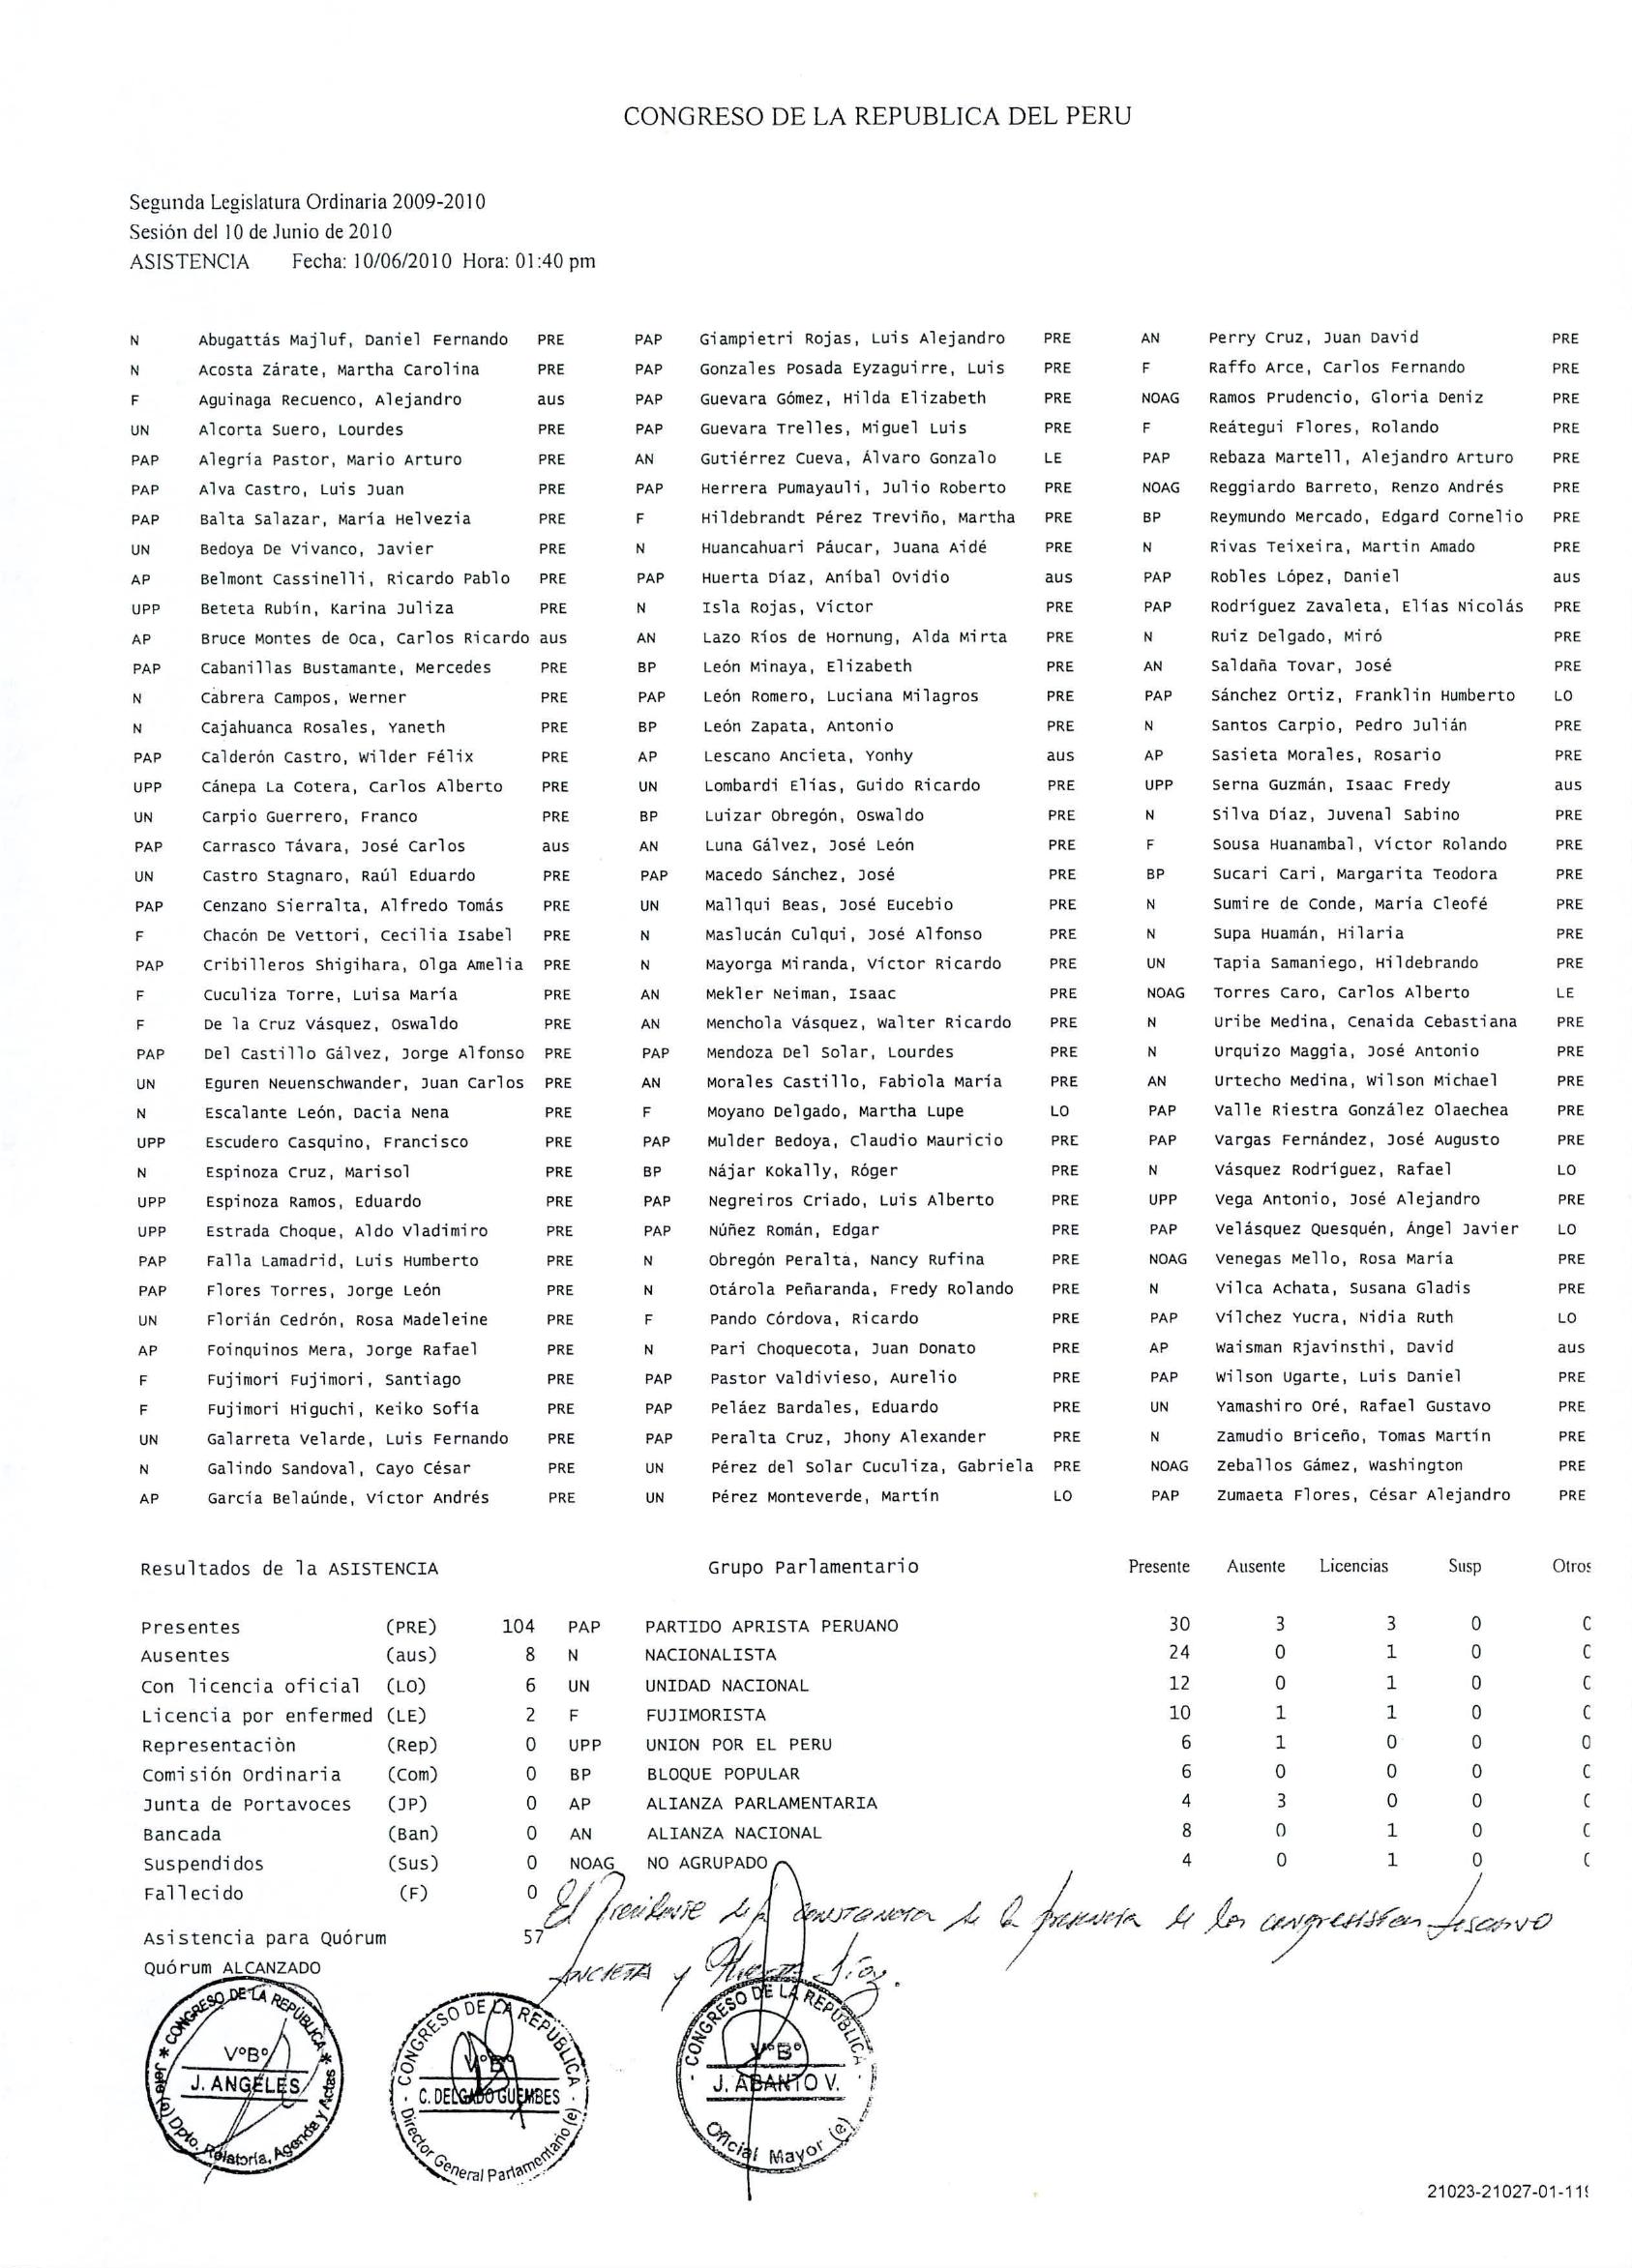 CONGRESO DE LA REPUBLICA DEL PERU
Segunda Legislatura Ordinaria 2009-2010
Sesión del 10 de Junio de 2010
ASISTENCIA Fecha: 10/06/2010 Hora: 01:40 pm
N Abugattás Majluf, Daniel Fernando PRE PAP Giampietri Rojas, Luis Alejandro PRE AN Perry Cruz, Juan David PRE
N Acosta Zárate, Martha Carolina PRE PAP Gonzales Posada Eyzaguirre, Luis PRE F Raffo Arce, Carlos Fernando PRE
F Aguinaga Recuenco, Alejandro aus PAP Guevara Gómez, Hilda Elizabeth PRE NOAG Ramos Prudencio, Gloria Deniz PRE
UN Alcorta Suero, Lourdes PRE PAP Guevara Trelles, Miguel Luis PRE F Reátegui Flores, Rolando PRE
PAP Alegría Pastor, Mario Arturo PRE AN Gutiérrez Cueva, Álvaro Gonzalo LE PAP Rebaza Martell, Alejandro Arturo PRE
PAP Alva Castro, Luis Juan PRE PAP Herrera Pumayauli, Julio Roberto PRE NOAG Reggiardo Barreto, Renzo Andrés PRE
PAP Balta Salazar, María Helvezia PRE F Hildebrandt Pérez Treviño, Martha PRE BP Reymundo Mercado, Edgard Cornelio PRE
UN Bedoya De Vivanco, Javier PRE N Huancahuari Páucar, Juana Aidé PRE N Rivas Teixeira, Martin Amado PRE
AP Belmont Cassinelli, Ricardo Pablo PRE PAP Huerta Díaz, Aníbal Ovidio aus PAP Robles López, Daniel aus
UPP Beteta Rubín, Karina Juliza PRE N Isla Rojas, Víctor PRE PAP Rodríguez Zavaleta, Elías Nicolás PRE
AP Bruce Montes de Oca, Carlos Ricardo aus AN Lazo Ríos de Hornung, Alda Mirta PRE N Ruiz Delgado, Miró PRE
PAP Cabanillas Bustamante, Mercedes PRE BP León Minaya, Elizabeth PRE AN Saldaña Tovar, José PRE
N Cabrera Campos, Werner PRE PAP León Romero, Luciana Milagros PRE PAP Sánchez Ortiz, Franklin Humberto LO
N Cajahuanca Rosales, Yaneth PRE BP León Zapata, Antonio PRE N Santos Carpio, Pedro Julián PRE
PAP Calderón Castro, Wilder Félix PRE AP Lescano Ancieta, Yonhy aus AP Sasieta Morales, Rosario PRE
UPP Cánepa La Cotera, Carlos Alberto PRE UN Lombardi Elías, Guido Ricardo PRE UPP Serna Guzmán, Isaac Fredy aus
UN Carpio Guerrero, Franco PRE BP Luizar Obregón, Oswaldo PRE N Silva Díaz, Juvenal Sabino PRE
PAP Carrasco Távara, José Carlos aus AN Luna Gálvez, José León PRE F Sousa Huanambal, Víctor Rolando PRE
UN Castro Stagnaro, Raúl Eduardo PRE PAP Macedo Sánchez, José PRE BP Sucari Cari, Margarita Teodora PRE
PAP Cenzano Sierralta, Alfredo Tomás PRE UN Mallqui Beas, José Eucebio PRE N Sumire de Conde, María Cleofé PRE
F Chacón De Vettori, Cecilia Isabel PRE N Maslucán Culqui, José Alfonso PRE N Supa Huamán, Hilaria PRE
PAP Cribilleros Shigihara, Olga Amelia PRE N Mayorga Miranda, Víctor Ricardo PRE UN Tapia Samaniego, Hildebrando PRE
F Cuculiza Torre, Luisa María PRE AN Mekler Neiman, Isaac PRE NOAG Torres Caro, Carlos Alberto LE
F De la Cruz Vásquez, Oswaldo PRE AN Menchola Vásquez, Walter Ricardo PRE N Uribe Medina, Cenaida Cebastiana PRE
PAP Del Castillo Gálvez, Jorge Alfonso PRE PAP Mendoza Del Solar, Lourdes PRE N Urquizo Maggia, José Antonio PRE
UN Eguren Neuenschwander, Juan Carlos PRE AN Morales Castillo, Fabiola María PRE AN Urtecho Medina, Wilson Michael PRE
N Escalante León, Dacia Nena PRE F Moyano Delgado, Martha Lupe LO PAP Valle Riestra González Olaechea PRE
UPP Escudero Casquino, Francisco PRE PAP Mulder Bedoya, Claudio Mauricio PRE PAP Vargas Fernández, José Augusto PRE
N Espinoza Cruz, Marisol PRE BP Nájar Kokally, Róger PRE N Vásquez Rodríguez, Rafael LO
UPP Espinoza Ramos, Eduardo PRE PAP Negreiros Criado, Luis Alberto PRE UPP Vega Antonio, José Alejandro PRE
UPP Estrada Choque, Aldo Vladimiro PRE PAP Núñez Román, Edgar PRE PAP Velásquez Quesquén, Ángel Javier LO
PAP Falla Lamadrid, Luis Humberto PRE N Obregón Peralta, Nancy Rufina PRE NOAG Venegas Mello, Rosa María PRE
PAP Flores Torres, Jorge León PRE N Otárola Peñaranda, Fredy Rolando PRE N Vilca Achata, Susana Gladis PRE
UN Florián Cedrón, Rosa Madeleine PRE F Pando Córdova, Ricardo PRE PAP Vílchez Yucra, Nidia Ruth LO
AP Foinquinos Mera, Jorge Rafael PRE N Pari Choquecota, Juan Donato PRE AP Waisman Rjavinsthi, David aus
F Fujimori Fujimori, Santiago PRE PAP Pastor Valdivieso, Aurelio PRE PAP Wilson Ugarte, Luis Daniel PRE
F Fujimori Higuchi, Keiko Sofía PRE PAP Peláez Bardales, Eduardo PRE UN Yamashiro Oré, Rafael Gustavo PRE
UN Galarreta Velarde, Luis Fernando PRE PAP Peralta Cruz, Jhony Alexander PRE N Zamudio Briceño, Tomas Martín PRE
N Galindo Sandoval, Cayo César PRE UN Pérez del Solar Cuculiza, Gabriela PRE NOAG Zeballos Gámez, Washington PRE
AP García Belaúnde, Víctor Andrés PRE UN Pérez Monteverde, Martín LO PAP Zumaeta Flores, César Alejandro PRE
Resultados de la ASISTENCIA Grupo Parlamentario Presente Ausente Licencias Susp Otros
Presentes (PRE) 104 PAP PARTIDO APRISTA PERUANO 30 3 3 0
Ausentes (aus) 8 N NACIONALISTA 24 0 1 0
Con licencia oficial (LO) 6 UN UNIDAD NACIONAL 12 0 1 0
Licencia por enfermed (LE) 2 F FUJIMORISTA 10 1 1 0
Representaciòn (Rep) 0 UPP UNION POR EL PERU 6 1 0 0 0
Comisión Ordinaria (Com) 0 BP BLOQUE POPULAR 6 0 0 0
Junta de Portavoces (JP) 0 AP ALIANZA PARLAMENTARIA 4 3 0 0
Bancada (Ban) 0 AN ALIANZA NACIONAL 8 0 1 0
Suspendidos (Sus) 0 NOAG NO AGRUPADO 4 0 1 0
Fallecido (F) 0
El Presidente deja constancia de la presencia de los congresistas Lescano
Asistencia para Quórum 57
Ancieta y Huerta Díaz.
Quórum ALCANZADO
CONGRESO DE LA REPÚBLICA
V°B°
J. ANGELES
Jefe (e) Dpto. Relatoría, Agenda y Actas
CONGRESO DE LA REPÚBLICA
V°B°
C. DELGADO GUEMBES
Director General Parlamentario (e)
CONGRESO DE LA REPÚBLICA
V°B°
J. ABANTO V.
Oficial Mayor (e)
21023-21027-01-119